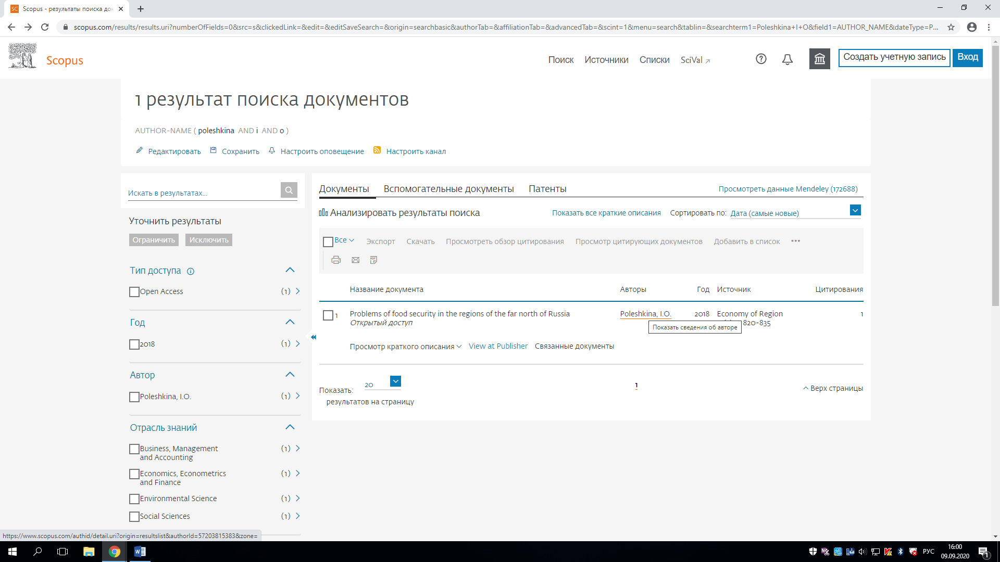 Scopus - результаты поиска до
scopus.com/results/results.uri?numberOfFields=0&src=s&clickedLink=&edit=&editSaveSearch=&origin=searchbasic&authorTab=&affiliationTab=&advancedTab=&scint=1&menu=search&tablin=&searchterm1=Poleshkina+I+O&field1=AUTHOR_NAME&dateType=P...
Scopus
Поиск Источники Списки SciVal ↗
Создать учетную запись Вход
1 результат поиска документов
AUTHOR-NAME ( poleshkina AND i AND o )
Редактировать Сохранить Настроить оповещение Настроить канал
Искать в результатах...
Уточнить результаты
Ограничить Исключить
Тип доступа
Open Access (1)
Год
2018 (1)
Автор
Poleshkina, I.O. (1)
Отрасль знаний
Business, Management (1)
and Accounting
Economics, Econometrics (1)
and Finance
Environmental Science (1)
Social Sciences (1)
Документы Вспомогательные документы Патенты
Просмотреть данные Mendeley (172688)
Анализировать результаты поиска
Показать все краткие описания Сортировать по: Дата (самые новые)
Все Экспорт Скачать Просмотреть обзор цитирования Просмотр цитирующих документов Добавить в список •••
PDF
Название документа Авторы Год Источник Цитирования
1 Problems of food security in the regions of the far north of Russia Poleshkina, I.O. 2018 Economy of Region 1
Открытый доступ 820-835
Показать сведения об авторе
Просмотр краткого описания View at Publisher Связанные документы
Показать: 20
результатов на страницу
1
Верх страницы
https://www.scopus.com/authid/detail.uri?origin=resultslist&authorId=57203815383&zone=
РУС
16:00
09.09.2020
1